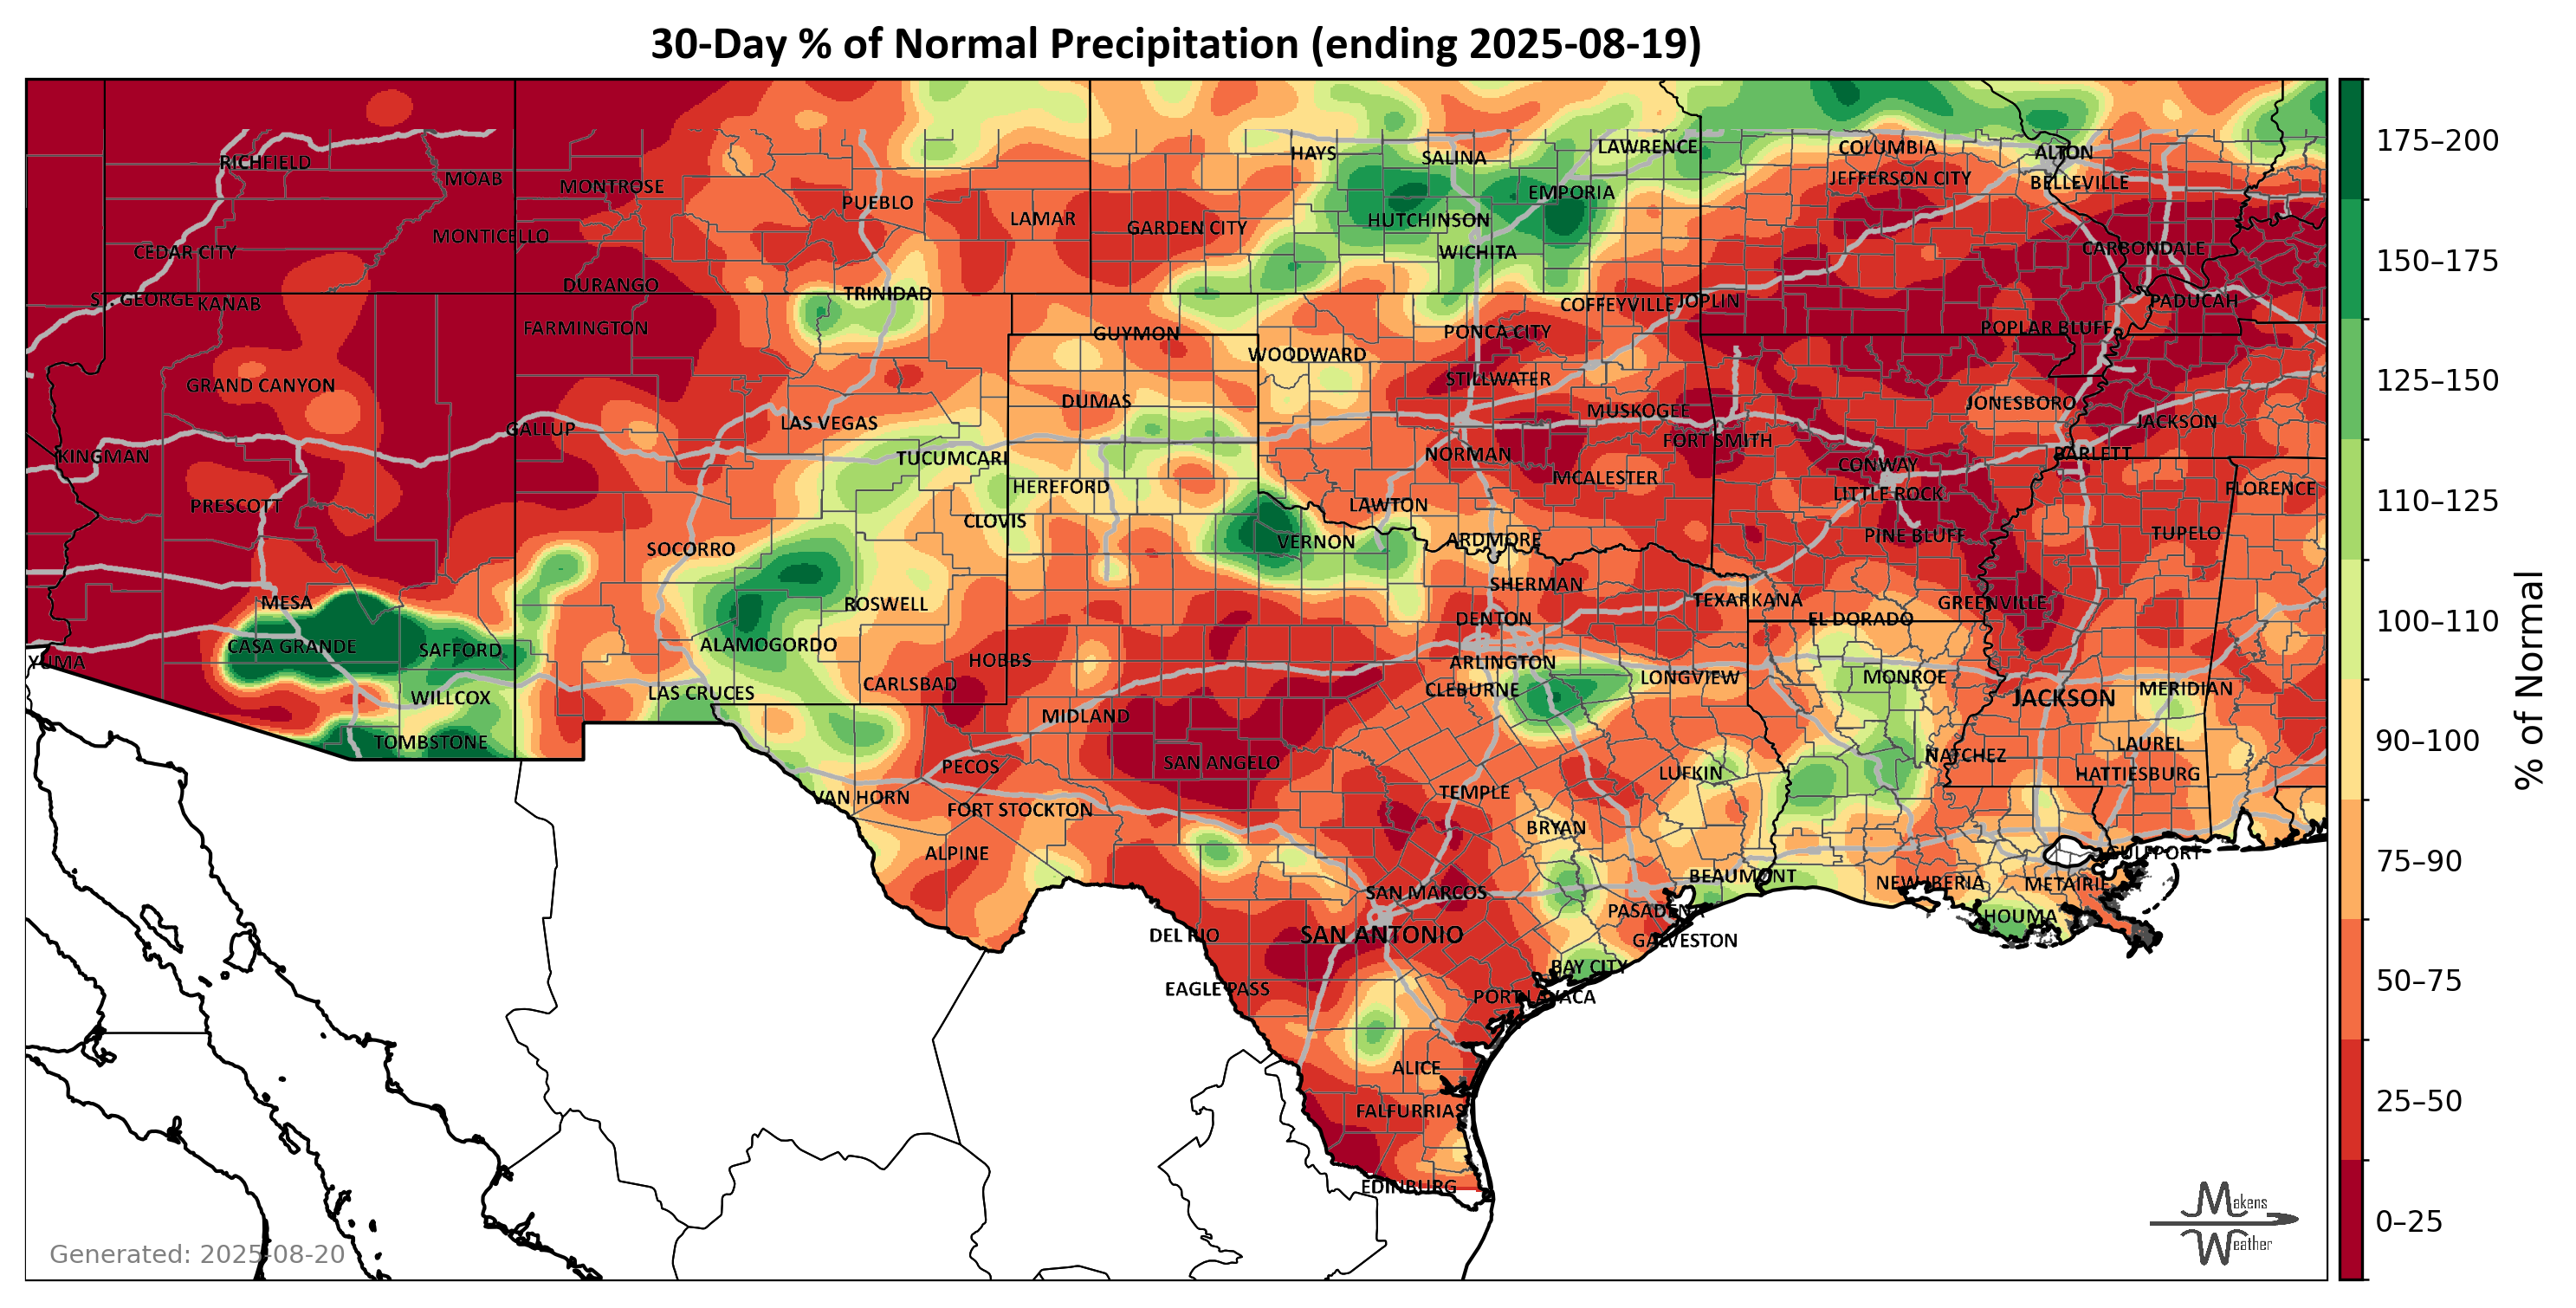 30-Day % of Normal Precipitation (ending 2025-08-19)
HAYS
SALINA
LAWRENCE
COLUMBIA
ALTON
RICHFIELD
MOAB
MONTROSE
PUEBLO
EMPORIA
JEFFERSON CITY
BELLEVILLE
LAMAR
GARDEN CITY
HUTCHINSON
MONTICELLO
CEDAR CITY
WICHITA
CARBONDALE
DURANGO
TRINIDAD
ST. GEORGE
KANAB
COFFEYVILLE
JOPLIN
PADUCAH
FARMINGTON
GUYMON
PONCA CITY
POPLAR BLUFF
WOODWARD
GRAND CANYON
STILLWATER
DUMAS
MUSKOGEE
JONESBORO
GALLUP
LAS VEGAS
JACKSON
FORT SMITH
KINGMAN
TUCUMCARI
NORMAN
BARLETT
CONWAY
HEREFORD
MCALESTER
LITTLE ROCK
FLORENCE
PRESCOTT
CLOVIS
LAWTON
SOCORRO
VERNON
ARDMORE
PINE BLUFF
TUPELO
SHERMAN
MESA
ROSWELL
DENTON
TEXARKANA
EL DORADO
GREENVILLE
CASA GRANDE
SAFFORD
ALAMOGORDO
YUMA
HOBBS
ARLINGTON
WILLCOX
LAS CRUCES
CARLSBAD
CLEBURNE
LONGVIEW
MONROE
JACKSON
MERIDIAN
TOMBSTONE
MIDLAND
PECOS
SAN ANGELO
NATCHEZ
LAUREL
VAN HORN
FORT STOCKTON
TEMPLE
LUFKIN
HATTIESBURG
ALPINE
BRYAN
GULFPORT
SAN MARCOS
BEAUMONT
NEW IBERIA
METAIRIE
PASADENA
HOUMA
DEL RIO
SAN ANTONIO
GALVESTON
BAY CITY
EAGLE PASS
PORT LAVACA
ALICE
FALFURRIAS
EDINBURG
Generated: 2025-08-20
Makens
Weather
175–200
150–175
125–150
110–125
100–110
90–100
75–90
50–75
25–50
0–25
% of Normal